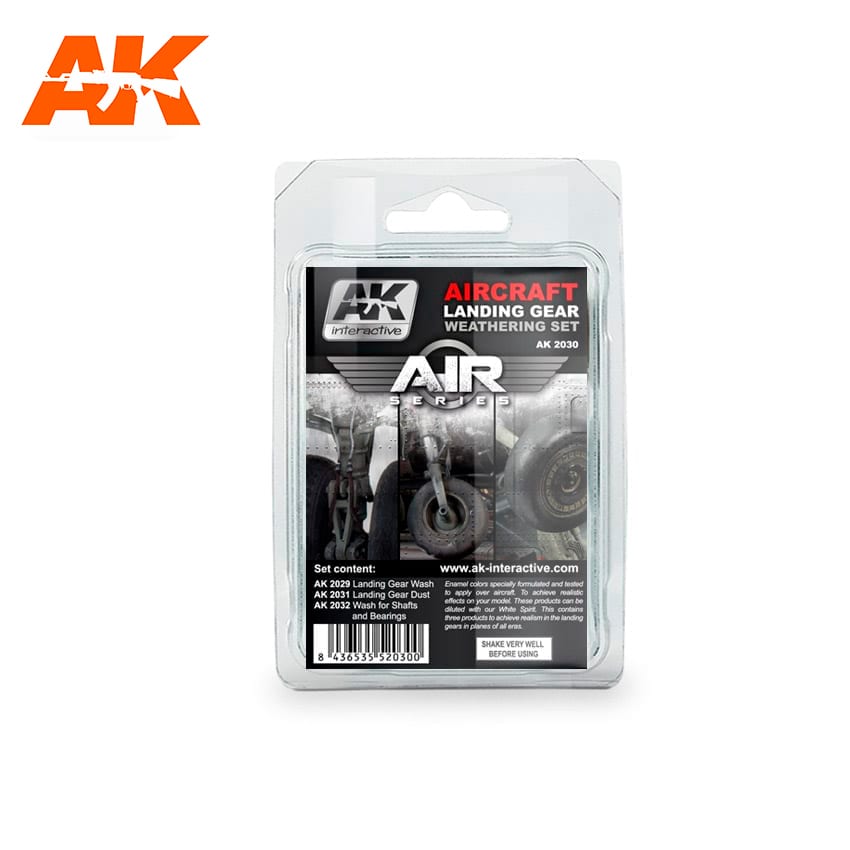 AK
AK
interactive
AIRCRAFT
LANDING GEAR
WEATHERING SET
AK 2030
AIR
SERIES
Set content:
AK 2029 Landing Gear Wash
AK 2031 Landing Gear Dust
AK 2032 Wash for Shafts
and Bearings
8 436535 520300
www.ak-interactive.com
Enamel colors specially formulated and tested
to apply over aircraft. To achieve realistic
effects on your model. These products can be
diluted with our White Spirit. This contains
three products to achieve realism in the landing
gears in planes of all eras.
SHAKE VERY WELL
BEFORE USING